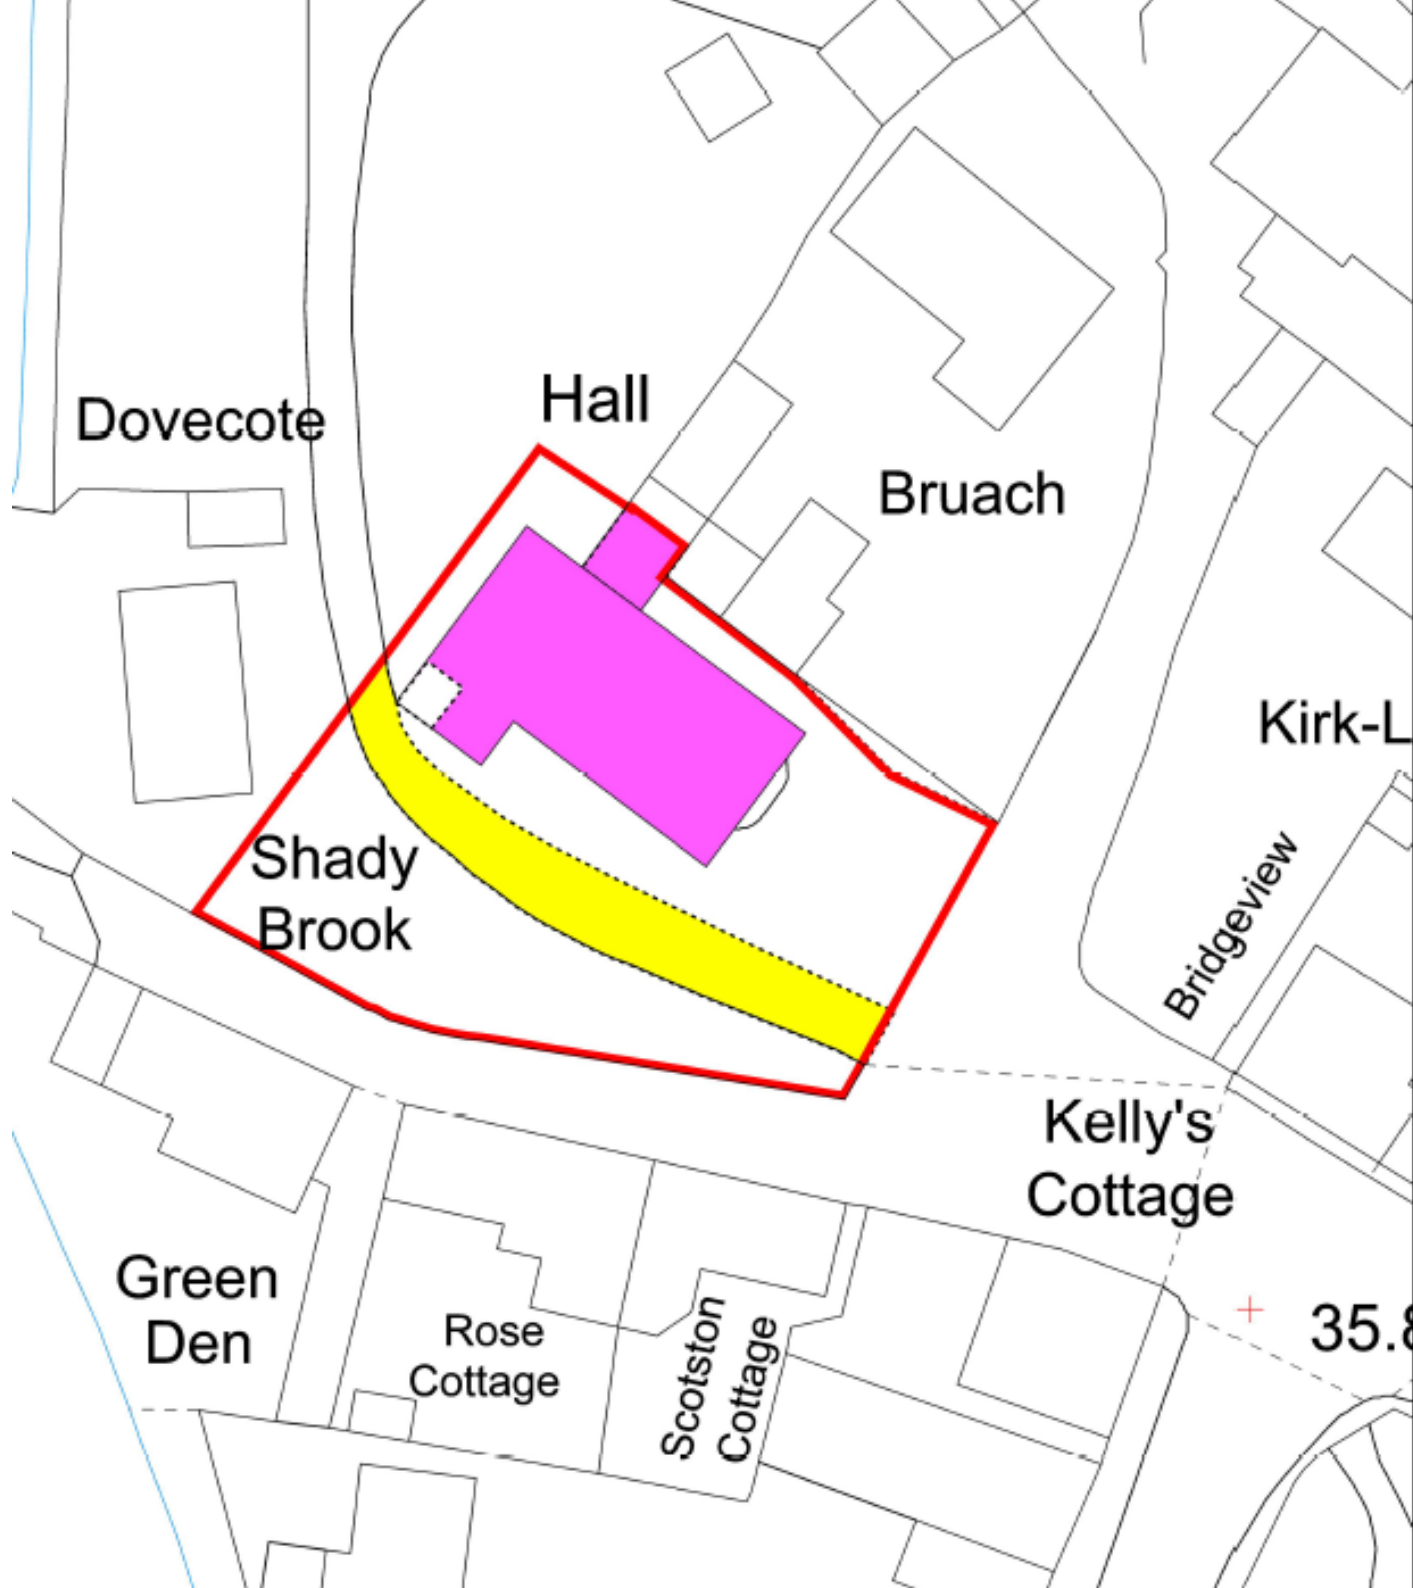 Hall
Dovecote
Bruach
Kirk-L
Shady
Brook
Bridgeview
Kelly's
Cottage
Green
Den
Rose
Cottage
Scotston
Cottage
35.8